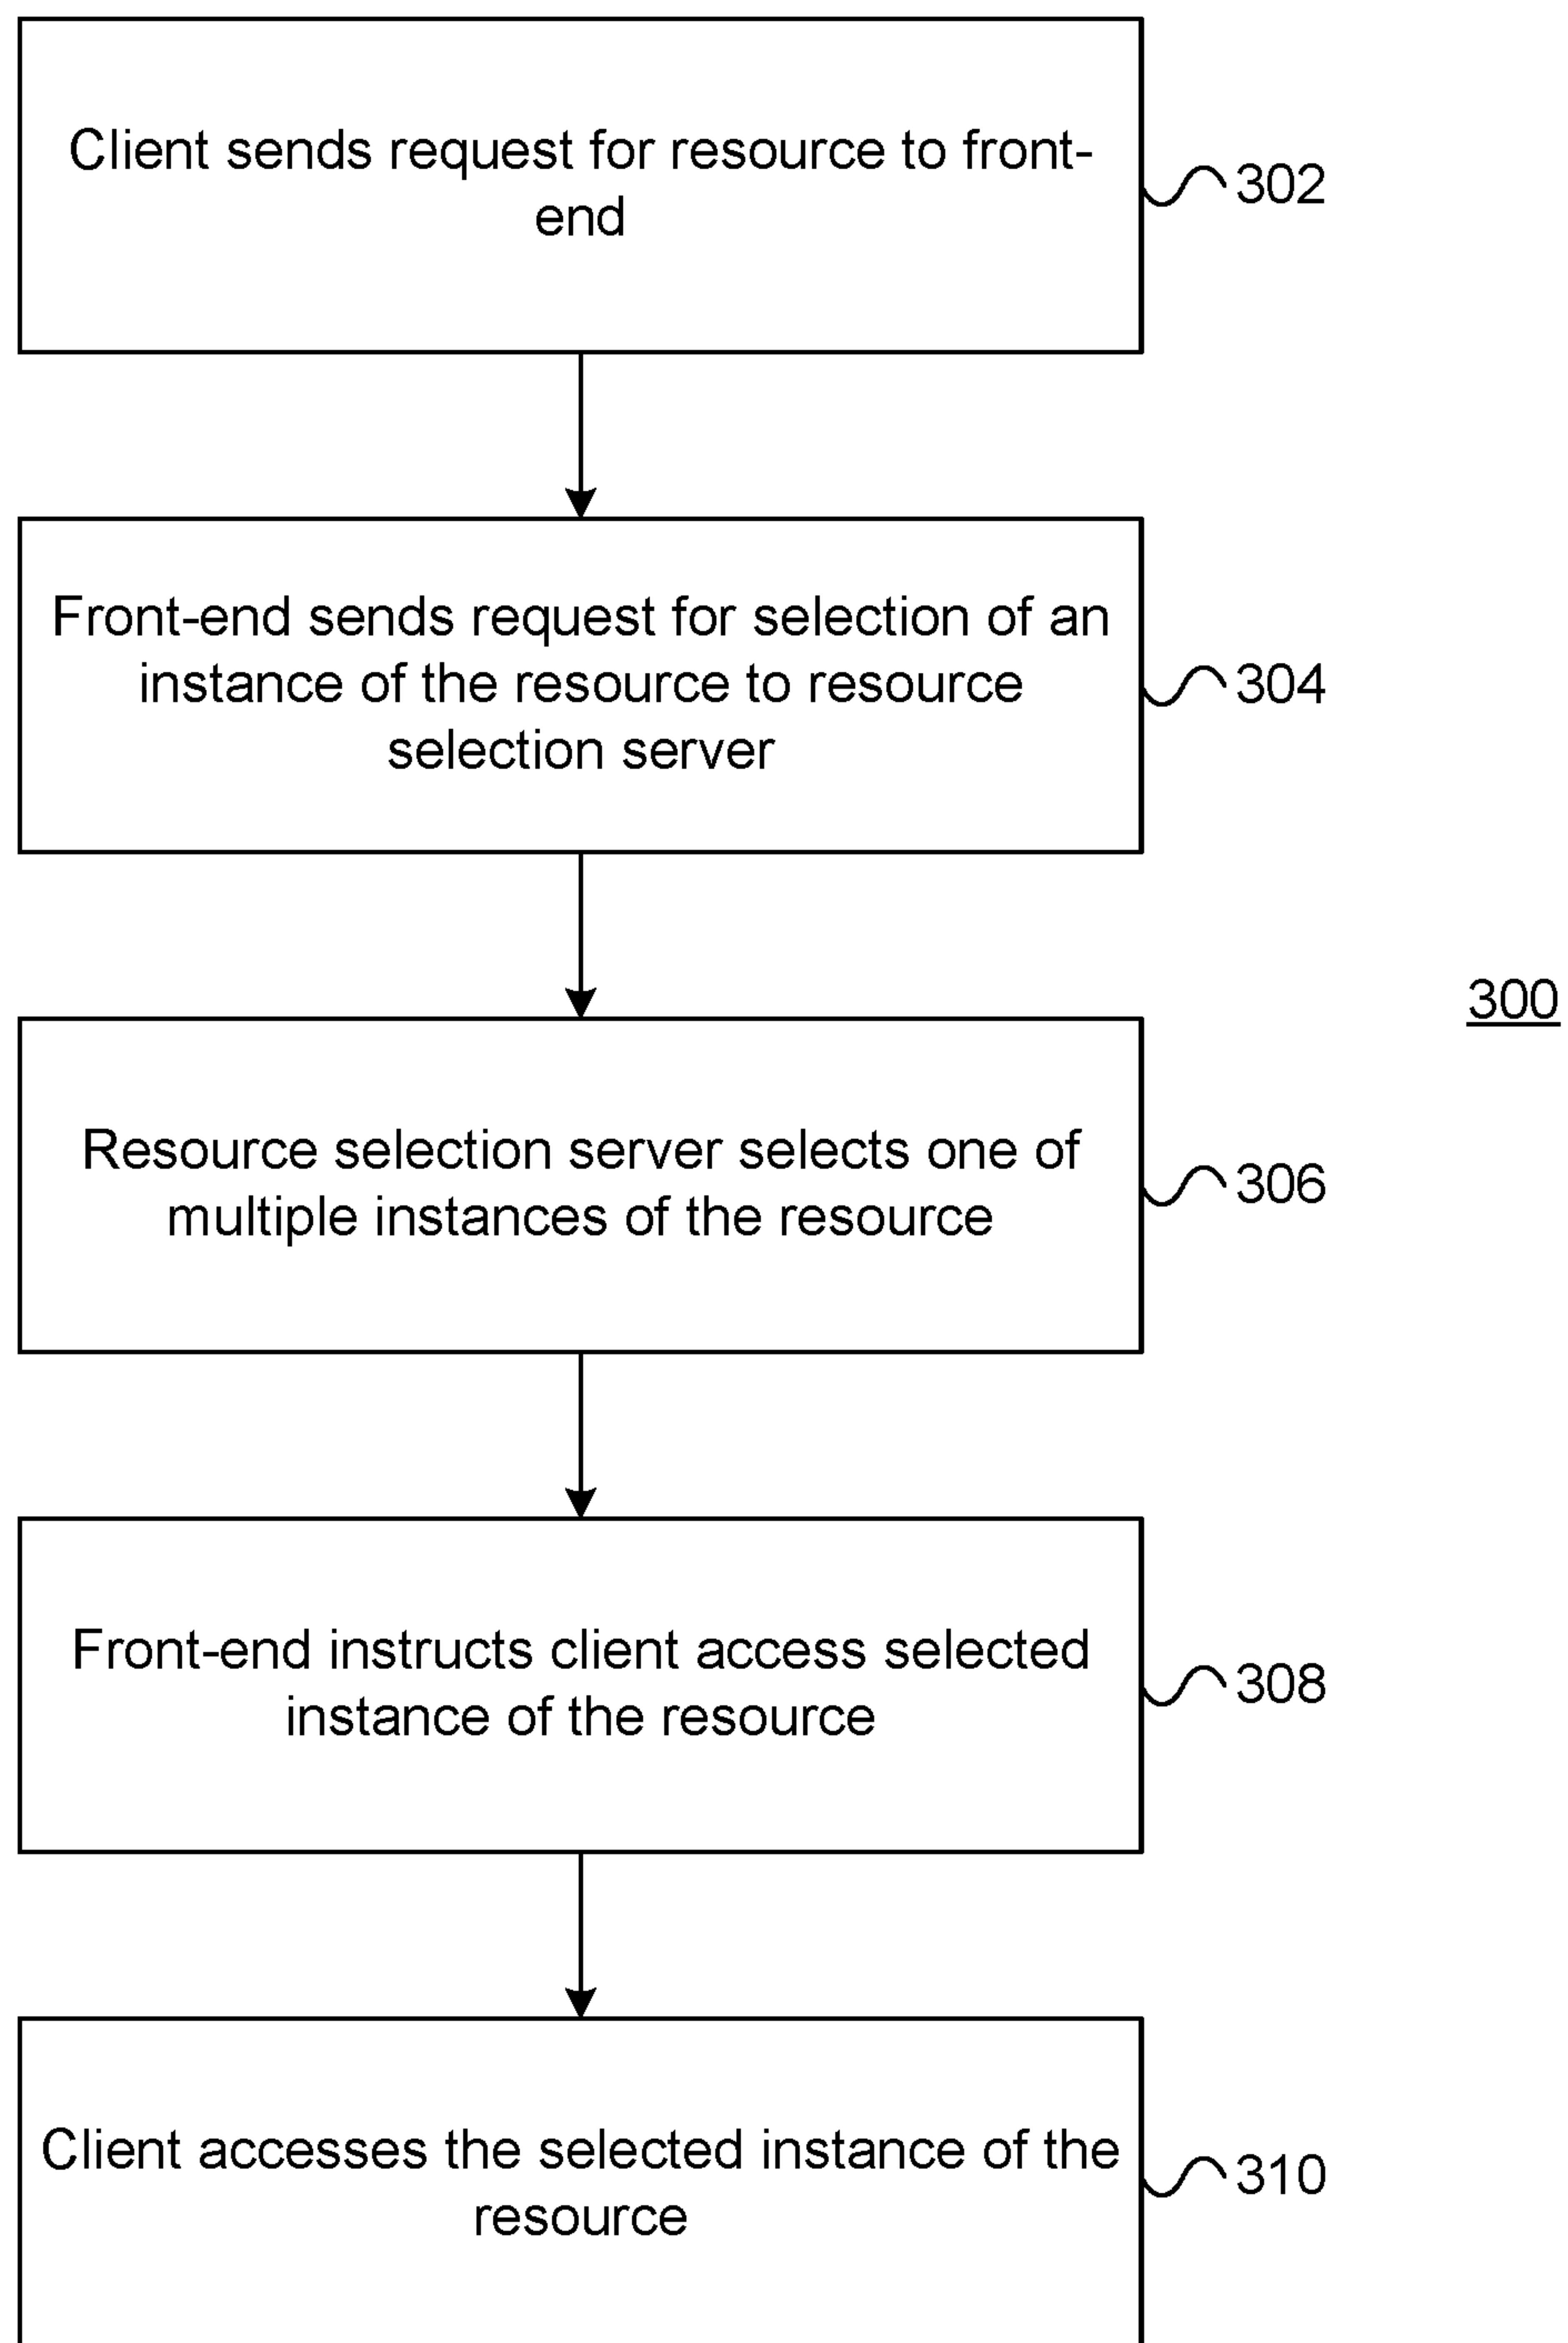 Client sends request for resource to front-
end
302
Front-end sends request for selection of an
instance of the resource to resource
selection server
304
300
Resource selection server selects one of
multiple instances of the resource
306
Front-end instructs client access selected
instance of the resource
308
Client accesses the selected instance of the
resource
310